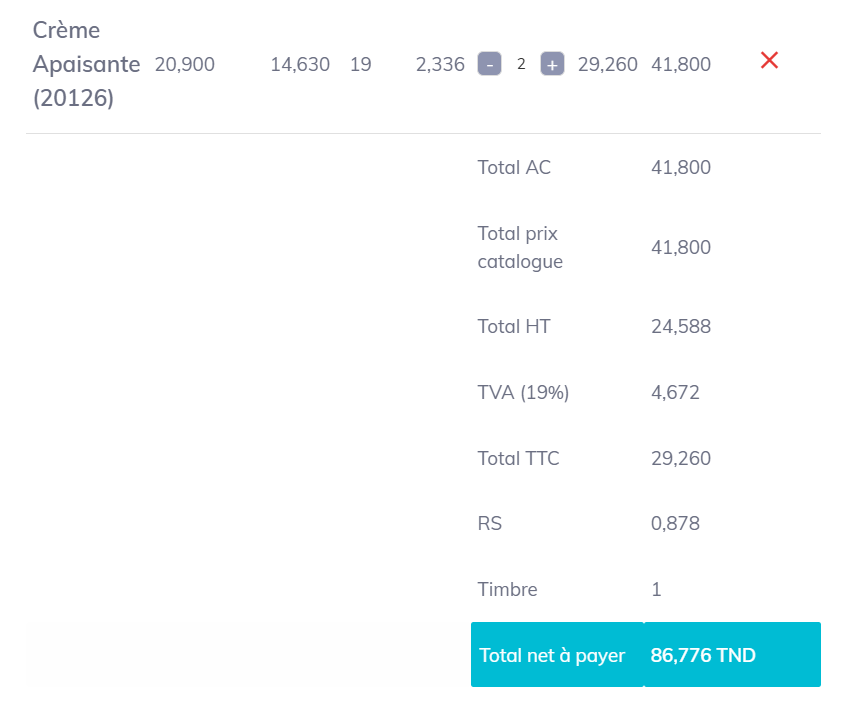 Crème
Apaisante 20,900 14,630 19 2,336 - 2 + 29,260 41,800
(20126)
Total AC 41,800
Total prix
catalogue 41,800
Total HT 24,588
TVA (19%) 4,672
Total TTC 29,260
RS 0,878
Timbre 1
Total net à payer 86,776 TND